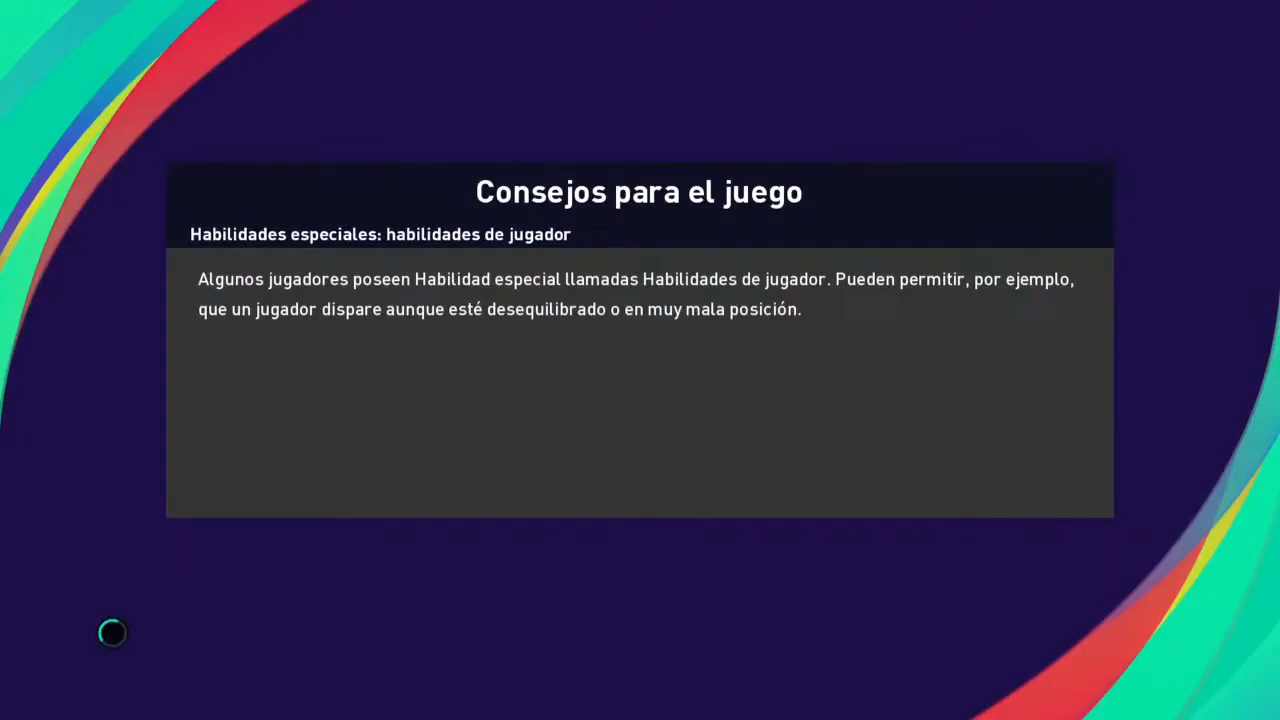 Consejos para el juego
Habilidades especiales: habilidades de jugador
Algunos jugadores poseen Habilidad especial llamadas Habilidades de jugador. Pueden permitir, por ejemplo,
que un jugador dispare aunque esté desequilibrado o en muy mala posición.